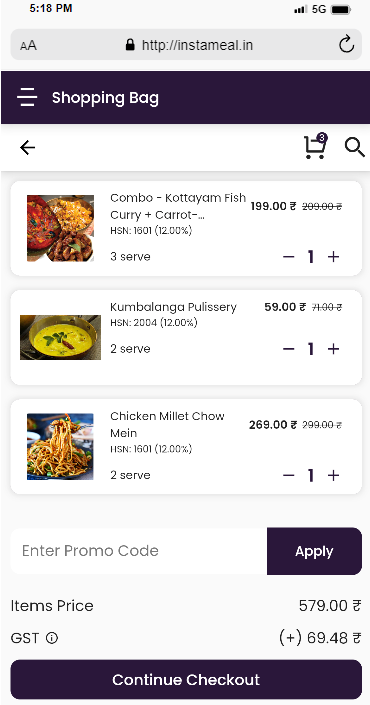 5:18 PM 5G
AA http://instameal.in
Shopping Bag
3
Combo - Kottayam Fish
Curry + Carrot-...
199.00 ₹ 209.00 ₹
HSN: 1601 (12.00%)
3 serve — 1 +
Kumbalanga Pulissery 59.00 ₹ 71.00 ₹
HSN: 2004 (12.00%)
2 serve — 1 +
Chicken Millet Chow
Mein
269.00 ₹ 299.00 ₹
HSN: 1601 (12.00%)
2 serve — 1 +
Enter Promo Code Apply
Items Price 579.00 ₹
GST (+) 69.48 ₹
Continue Checkout